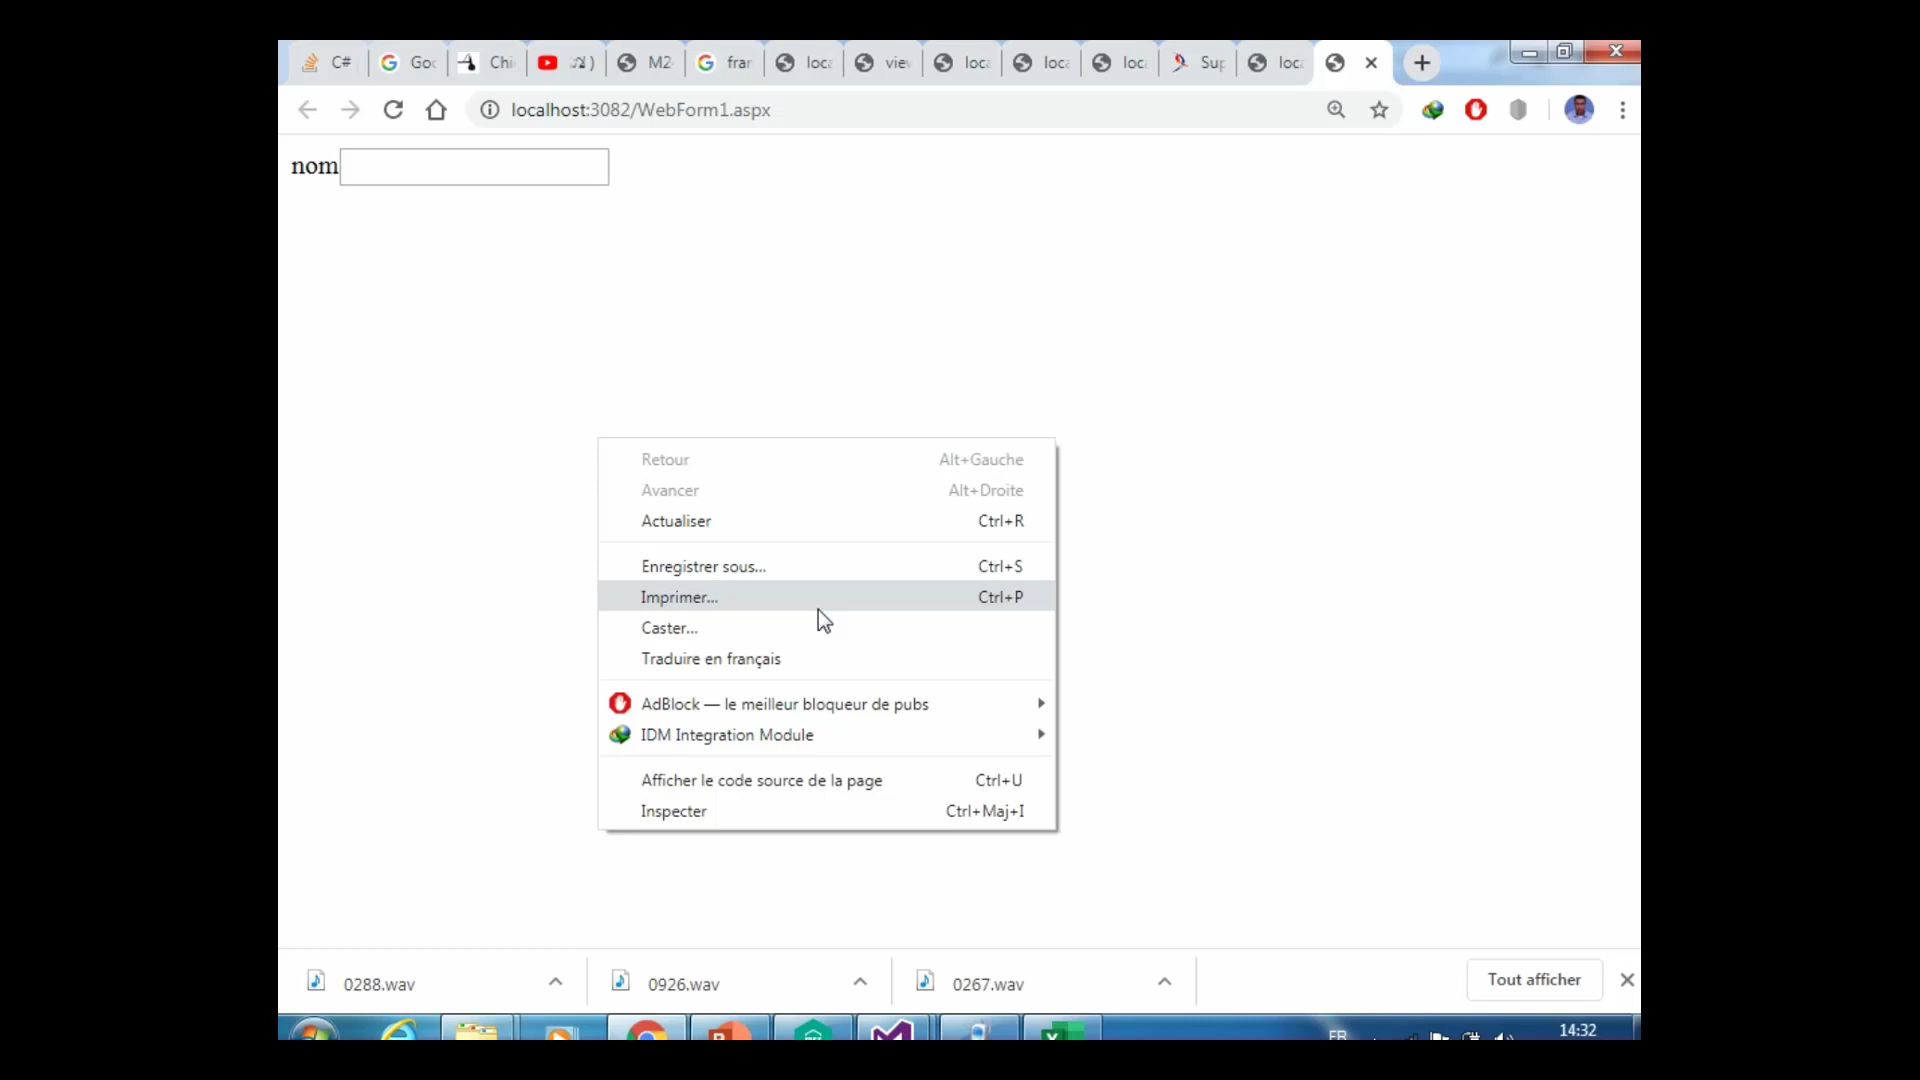 C# Goo Chi M2 fran loca view loca loca loca Sup loca
localhost:3082/WebForm1.aspx
nom
Retour Alt+Gauche
Avancer Alt+Droite
Actualiser Ctrl+R
Enregistrer sous... Ctrl+S
Imprimer... Ctrl+P
Caster...
Traduire en français
AdBlock — le meilleur bloqueur de pubs
IDM Integration Module
Afficher le code source de la page Ctrl+U
Inspecter Ctrl+Maj+I
0288.wav 0926.wav 0267.wav Tout afficher
FR 14:32